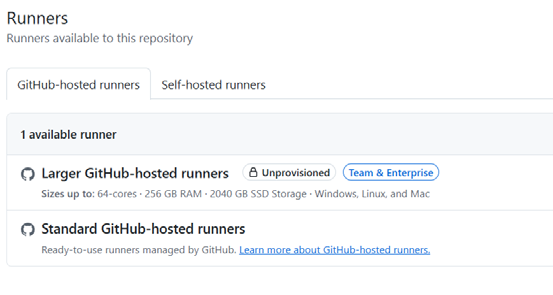 Runners
Runners available to this repository
GitHub-hosted runners
Self-hosted runners
1 available runner
Larger GitHub-hosted runners Unprovisioned Team & Enterprise
Sizes up to: 64-cores · 256 GB RAM · 2040 GB SSD Storage · Windows, Linux, and Mac
Standard GitHub-hosted runners
Ready-to-use runners managed by GitHub. Learn more about GitHub-hosted runners.